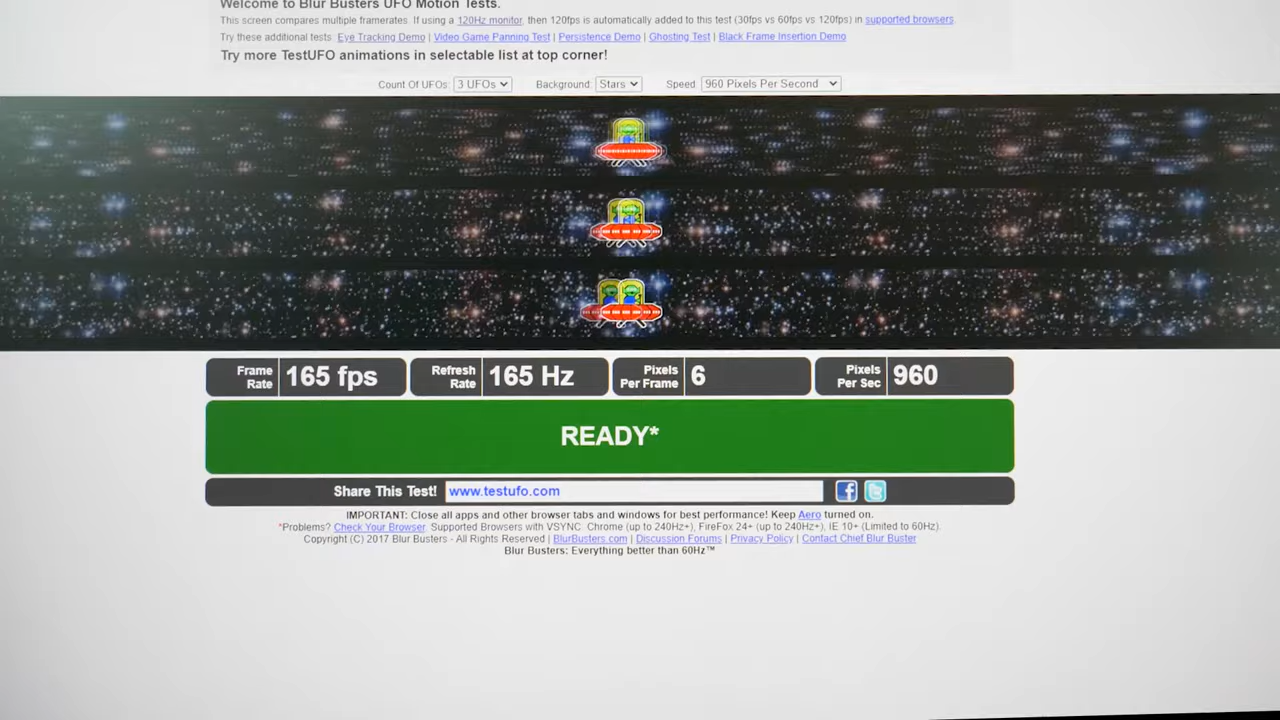 Welcome to Blur Busters UFO Motion Tests.
This screen compares multiple framerates. If using a 120Hz monitor, then 120fps is automatically added to this test (30fps vs 60fps vs 120fps) in supported browsers.
Try these additional tests: Eye Tracking Demo | Video Game Panning Test | Persistence Demo | Ghosting Test | Black Frame Insertion Demo
Try more TestUFO animations in selectable list at top corner!
Count Of UFOs: 3 UFOs Background: Stars Speed: 960 Pixels Per Second
Frame Rate 165 fps Refresh Rate 165 Hz Pixels Per Frame 6 Pixels Per Sec 960
READY*
Share This Test! www.testufo.com
IMPORTANT: Close all apps and other browser tabs and windows for best performance! Keep Aero turned on.
*Problems? Check Your Browser. Supported Browsers with VSYNC: Chrome (up to 240Hz+), FireFox 24+ (up to 240Hz+), IE 10+ (Limited to 60Hz).
Copyright (C) 2017 Blur Busters - All Rights Reserved | BlurBusters.com | Discussion Forums | Privacy Policy | Contact Chief Blur Buster
Blur Busters: Everything better than 60Hz™